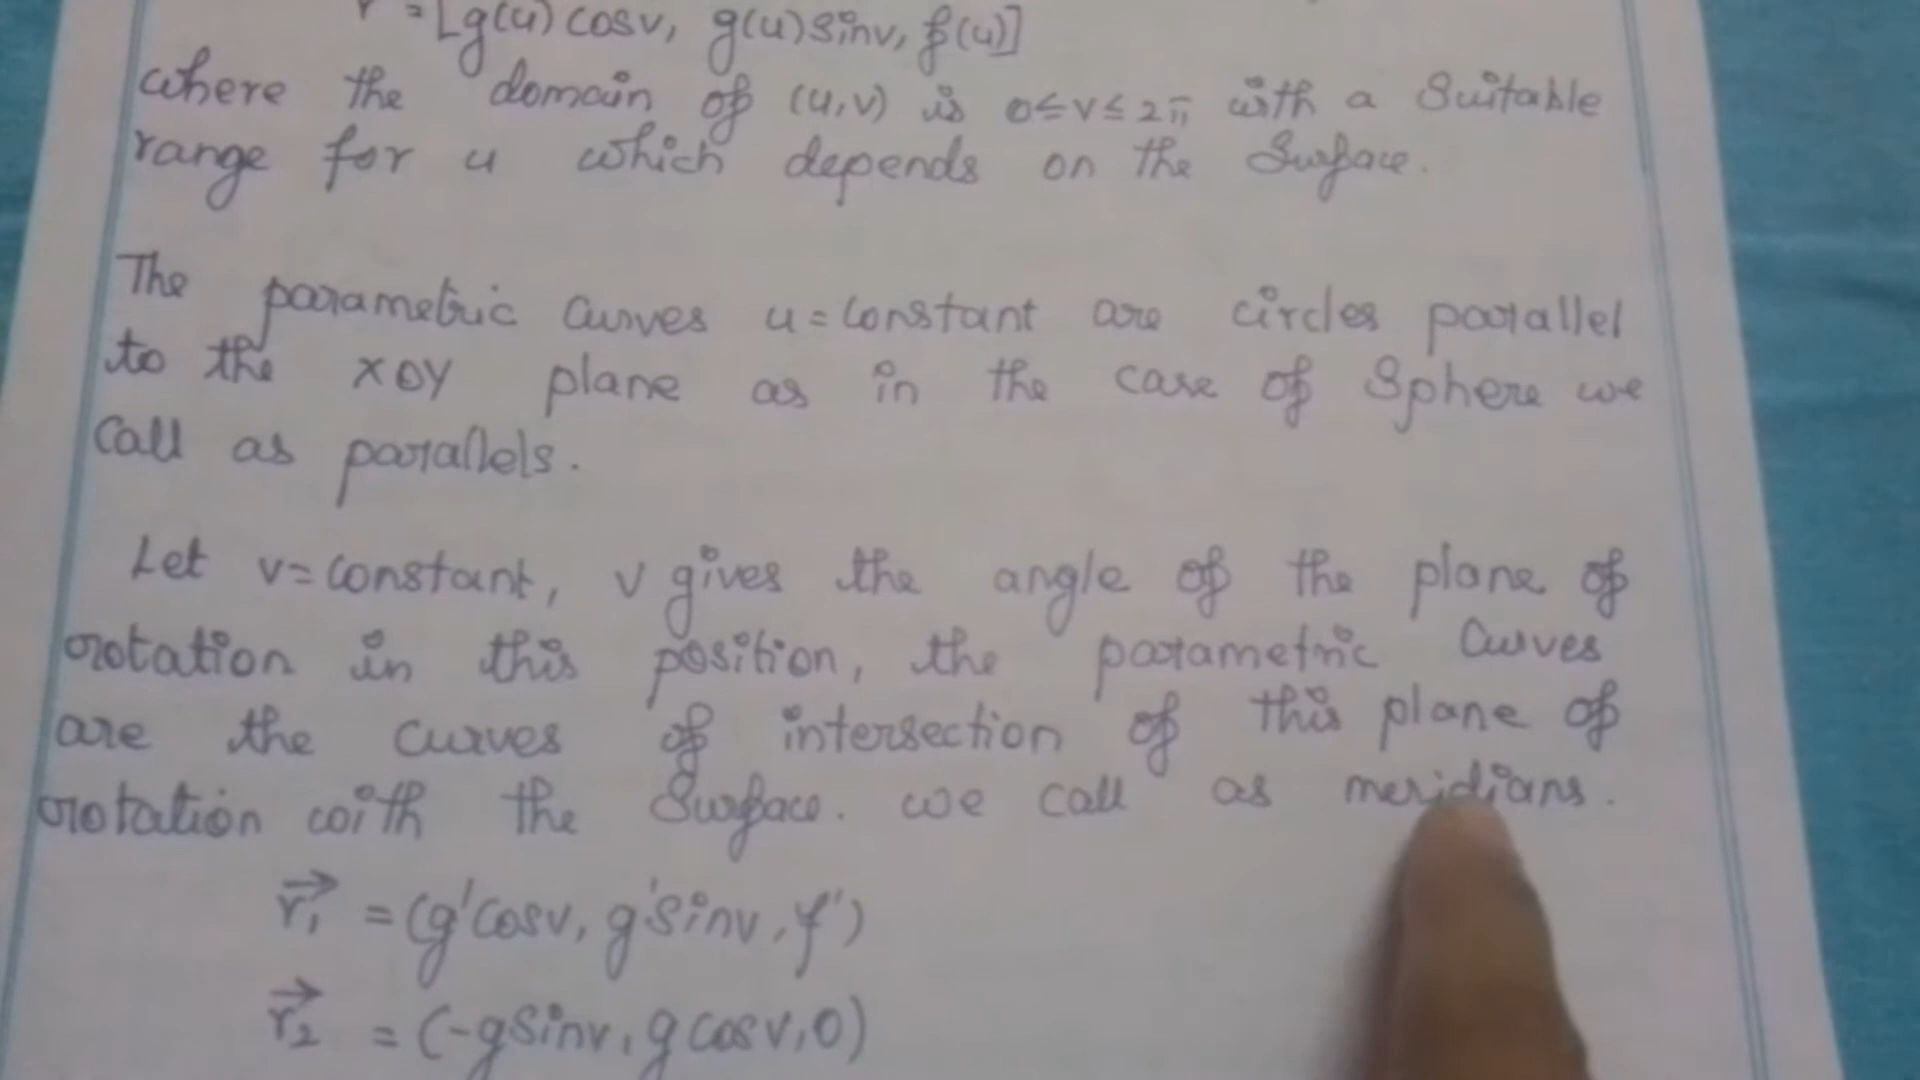 r = [g(u) cosv, g(u) sinv, f(u)]
where the domain of (u,v) is 0≤v≤2π with a suitable
range for u which depends on the Surface.
The parametric curves u=constant are circles parallel
to the XOY plane as in the case of Sphere we
call as parallels.
Let v=constant, v gives the angle of the plane of
rotation in this position, the parametric curves
are the curves of intersection of this plane of
rotation with the Surface. we call as meridians.
r⃗₁ = (g'cosv, g'sinv, f')
r⃗₂ = (-gsinv, g cosv, 0)